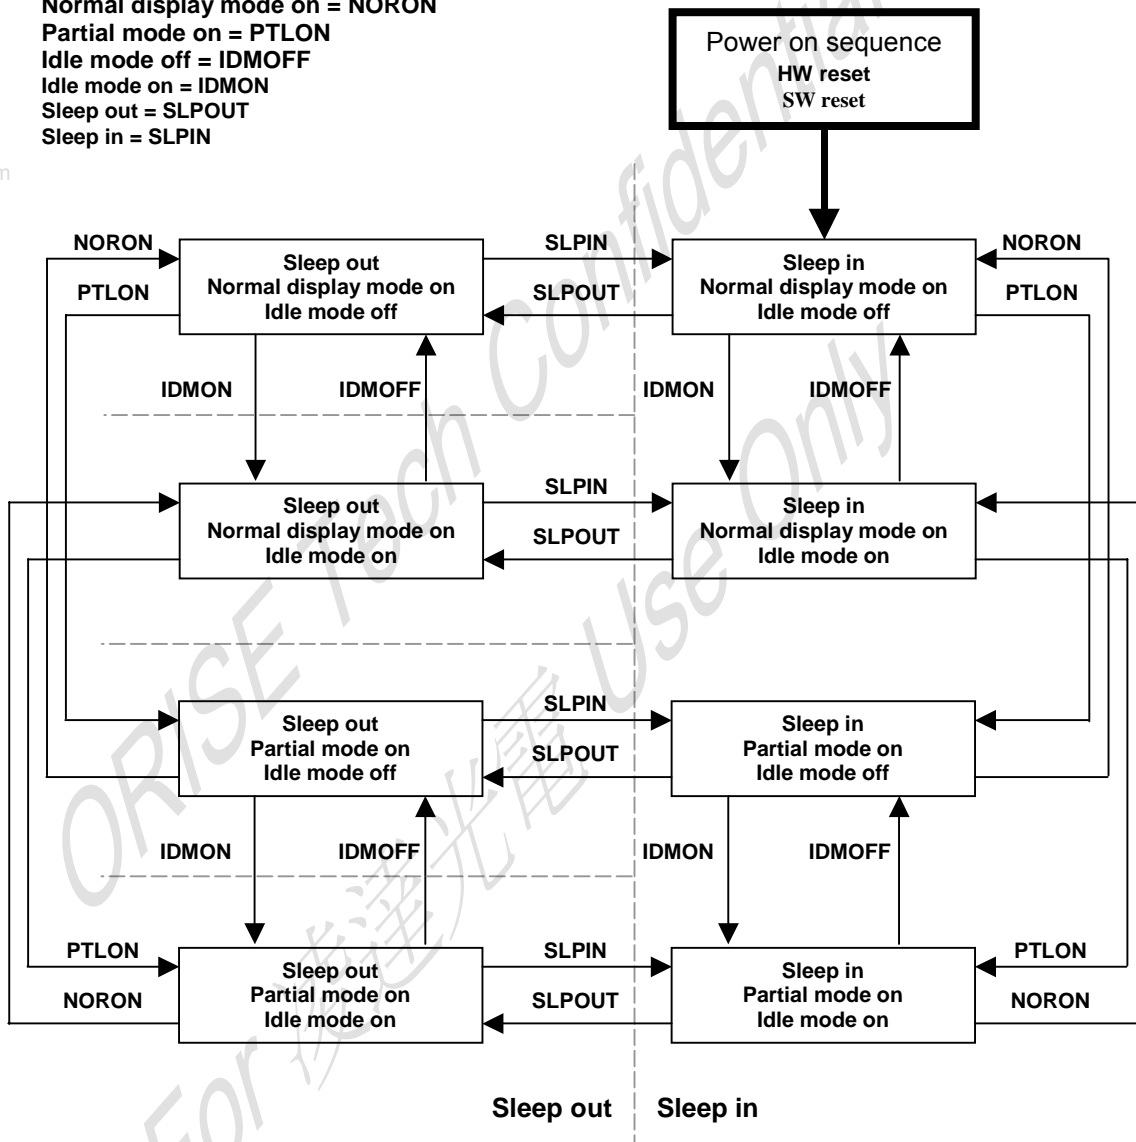 Normal display mode on = NORON
Partial mode on = PTLON
Idle mode off = IDMOFF
Idle mode on = IDMON
Sleep out = SLPOUT
Sleep in = SLPIN
Power on sequence
HW reset
SW reset
NORON
PTLON
Sleep out
Normal display mode on
Idle mode off
SLPIN
SLPOUT
Sleep in
Normal display mode on
Idle mode off
NORON
PTLON
IDMON
IDMOFF
IDMON
IDMOFF
Sleep out
Normal display mode on
Idle mode on
SLPIN
SLPOUT
Sleep in
Normal display mode on
Idle mode on
Sleep out
Partial mode on
Idle mode off
SLPIN
SLPOUT
Sleep in
Partial mode on
Idle mode off
IDMON
IDMOFF
IDMON
IDMOFF
PTLON
NORON
Sleep out
Partial mode on
Idle mode on
SLPIN
SLPOUT
Sleep in
Partial mode on
Idle mode on
PTLON
NORON
Sleep out
Sleep in
ORISE Tech Confidential
For 凌達光電 Use Only